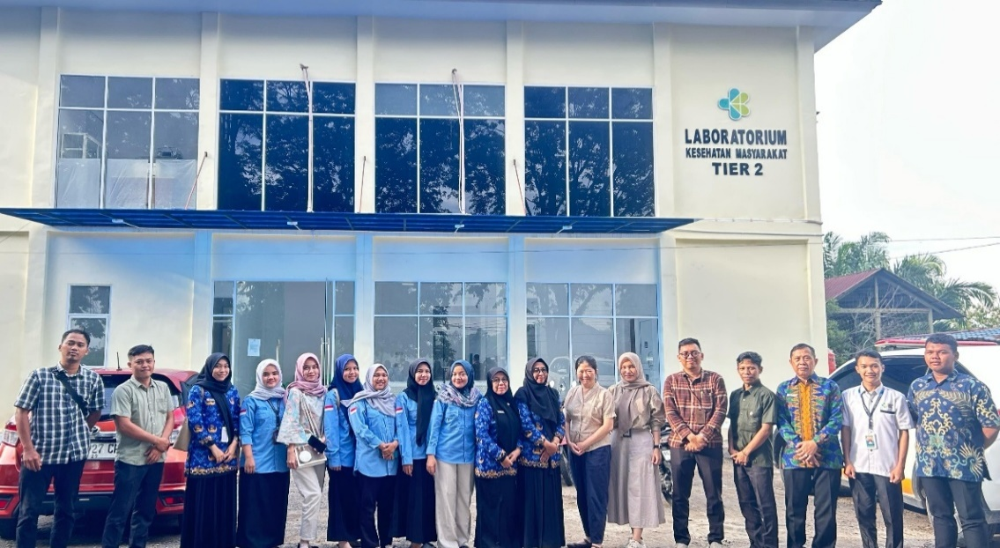 LABORATORIUM
KESEHATAN MASYARAKAT
TIER 2